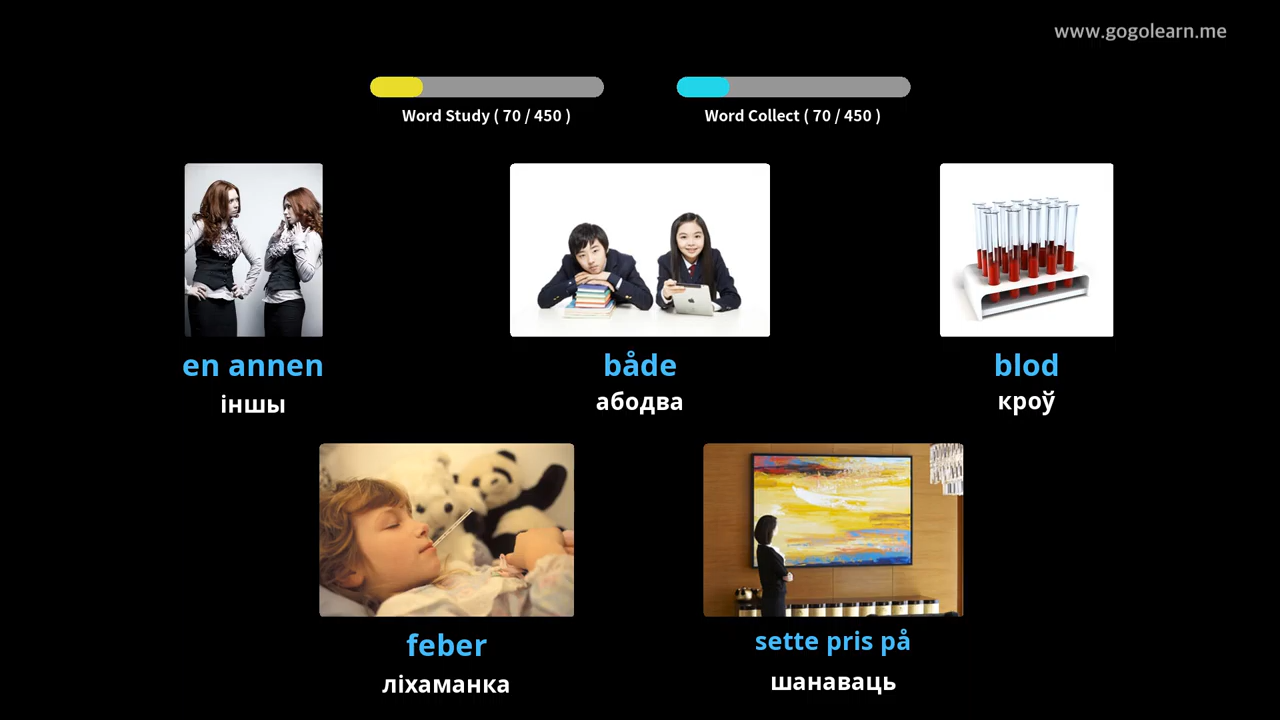 www.gogolearn.me
Word Study ( 70 / 450 )
Word Collect ( 70 / 450 )
en annen
іншы
både
абодва
blod
кроў
feber
ліхаманка
sette pris på
шанаваць